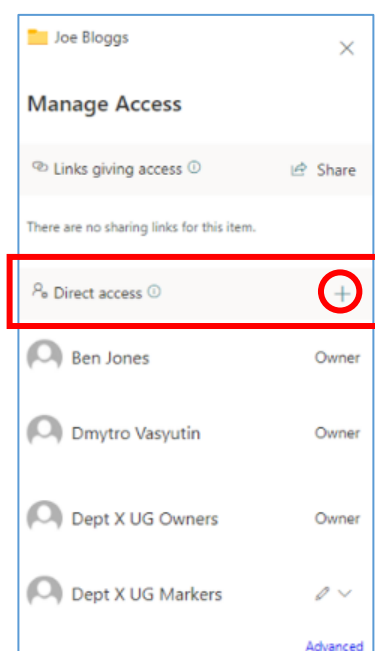 Joe Bloggs
Manage Access
Links giving access Share
There are no sharing links for this item.
Direct access
Ben Jones Owner
Dmytro Vasyutin Owner
Dept X UG Owners Owner
Dept X UG Markers
Advanced